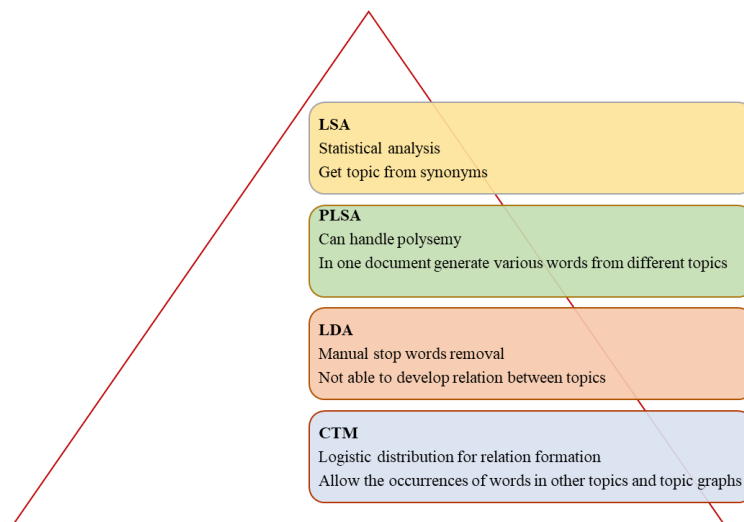 LSA
Statistical analysis
Get topic from synonyms
PLSA
Can handle polysemy
In one document generate various words from different topics
LDA
Manual stop words removal
Not able to develop relation between topics
CTM
Logistic distribution for relation formation
Allow the occurrences of words in other topics and topic graphs